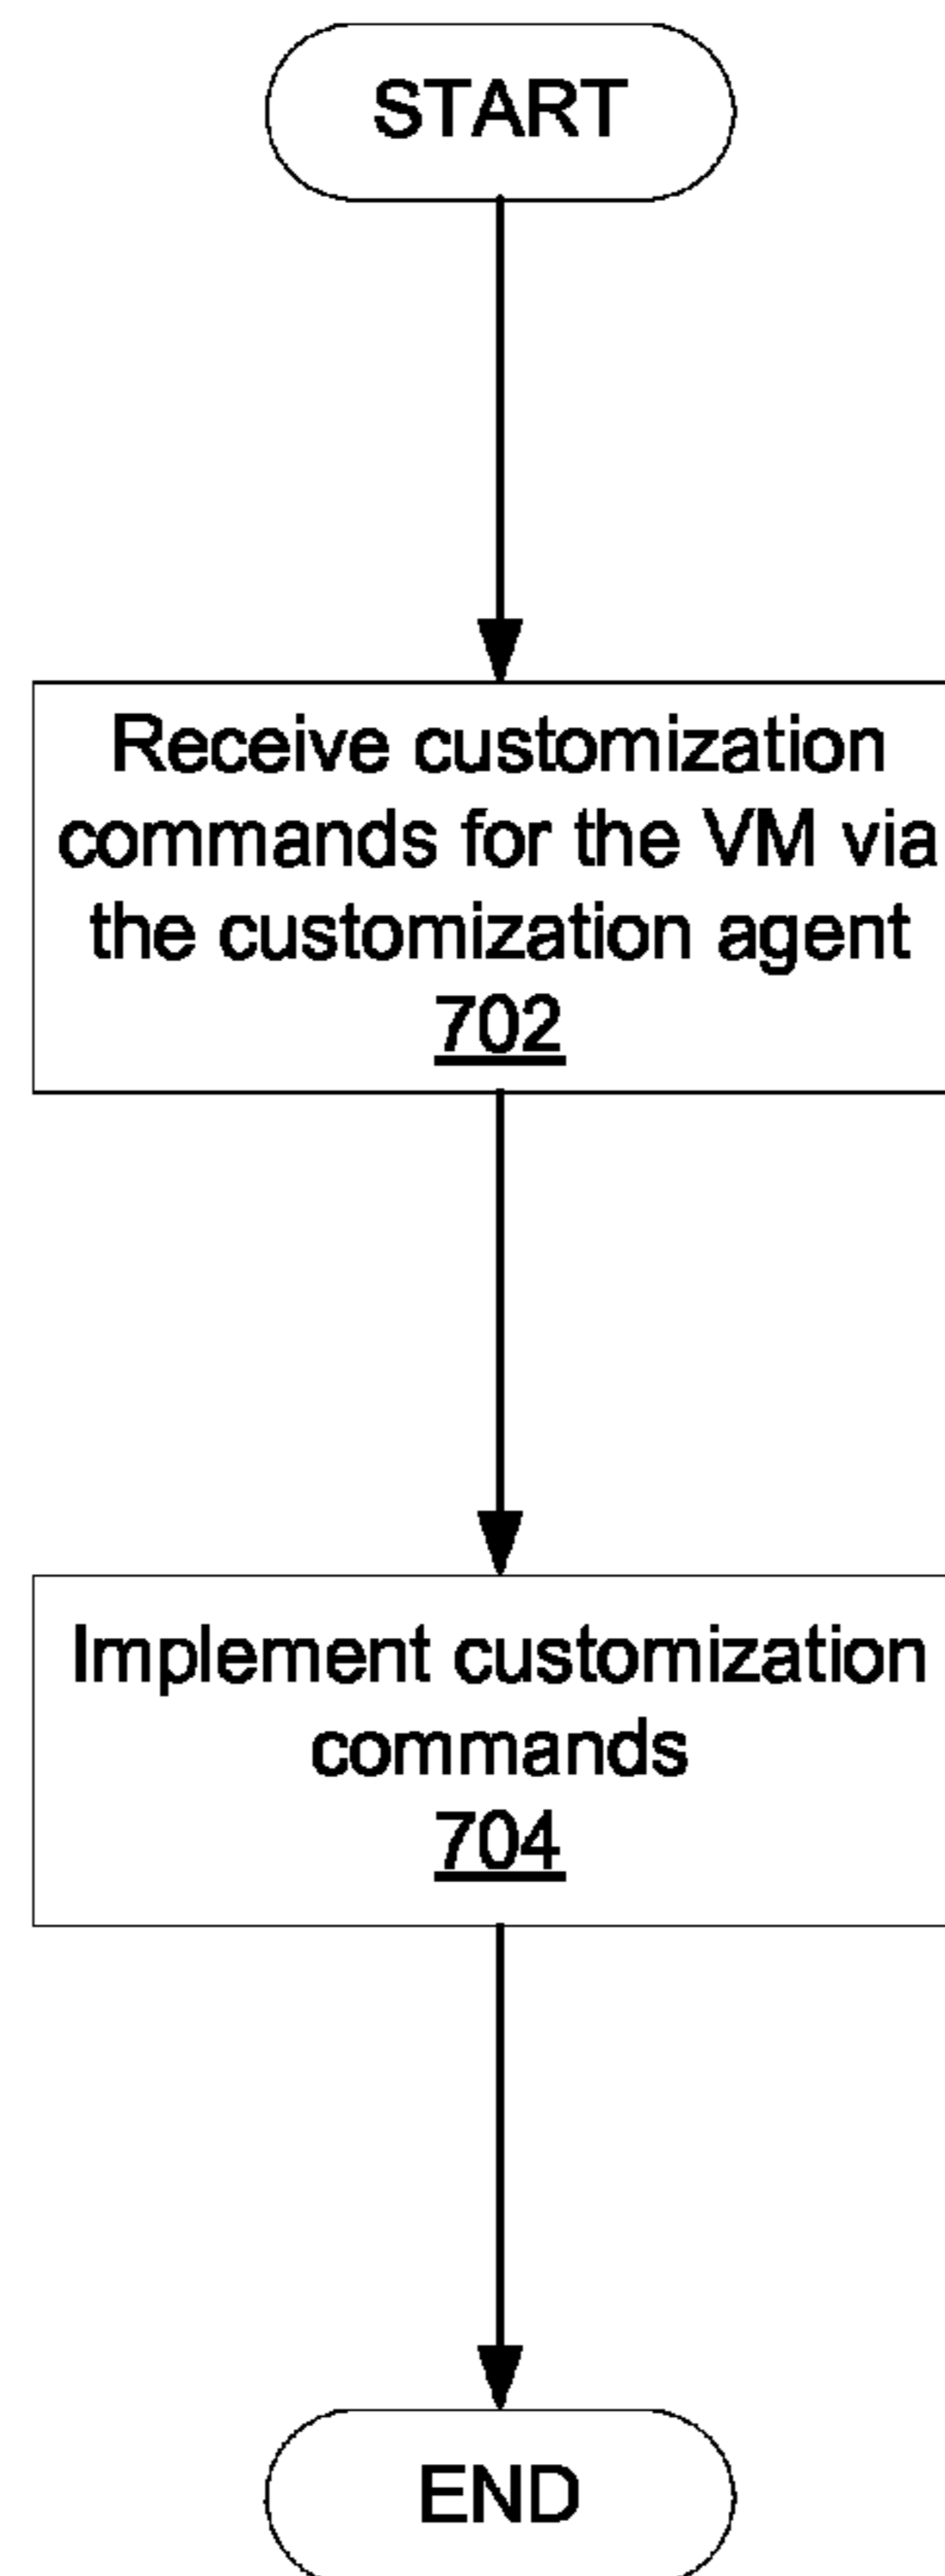 START
Receive customization
commands for the VM via
the customization agent
702
Implement customization
commands
704
END